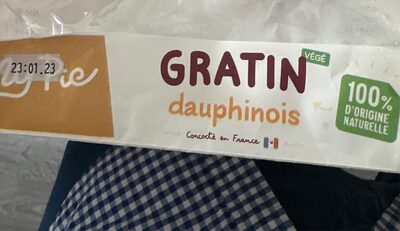 23:01.23
GRATIN
VÉGÉ
dauphinois
Concocté en France
100%
D'ORIGINE
NATURELLE